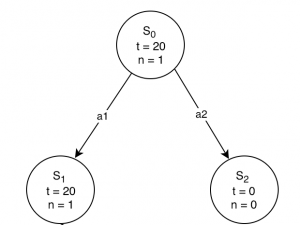 S₀
t = 20
n = 1
a1
a2
S₁
t = 20
n = 1
S₂
t = 0
n = 0